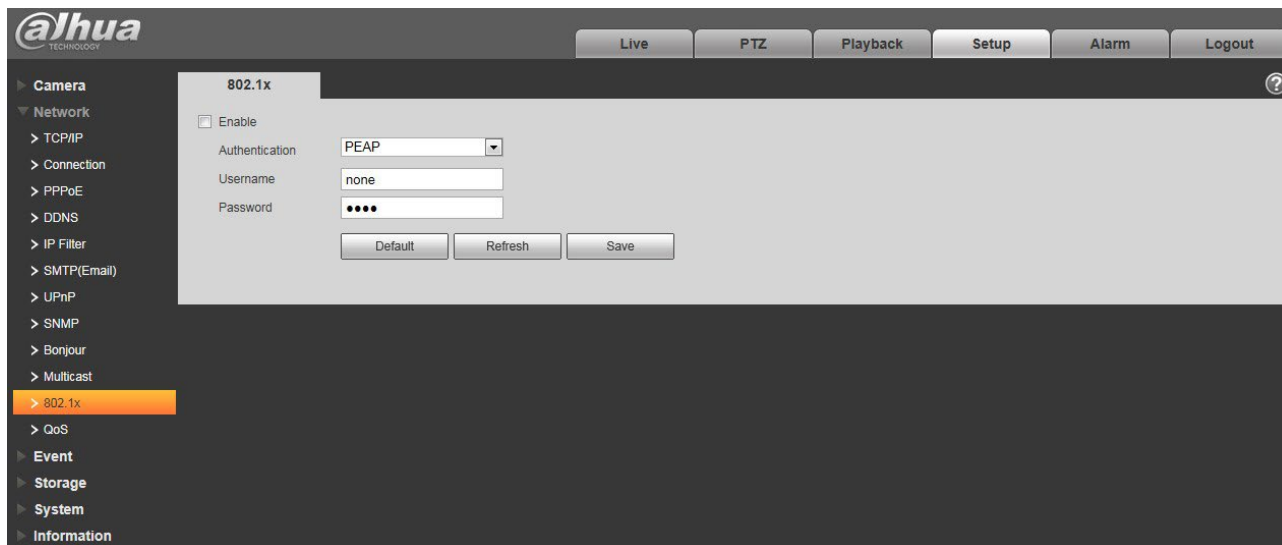 alhua
TECHNOLOGY
Live
PTZ
Playback
Setup
Alarm
Logout
Camera
Network
> TCP/IP
> Connection
> PPPoE
> DDNS
> IP Filter
> SMTP(Email)
> UPnP
> SNMP
> Bonjour
> Multicast
> 802.1x
> QoS
Event
Storage
System
Information
802.1x
?
Enable
Authentication PEAP
Username none
Password ●●●●
Default Refresh Save